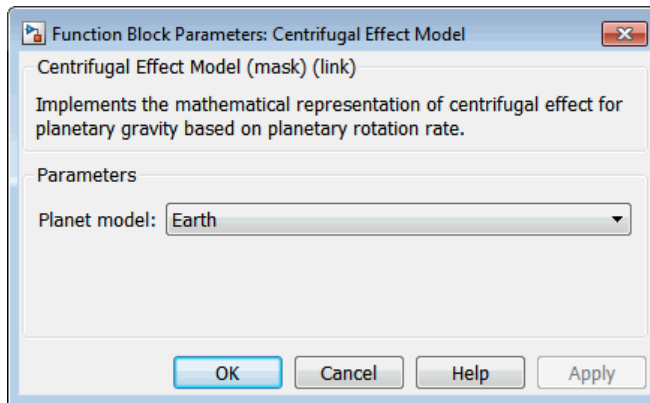 Function Block Parameters: Centrifugal Effect Model
Centrifugal Effect Model (mask) (link)
Implements the mathematical representation of centrifugal effect for
planetary gravity based on planetary rotation rate.
Parameters
Planet model: Earth
OK Cancel Help Apply